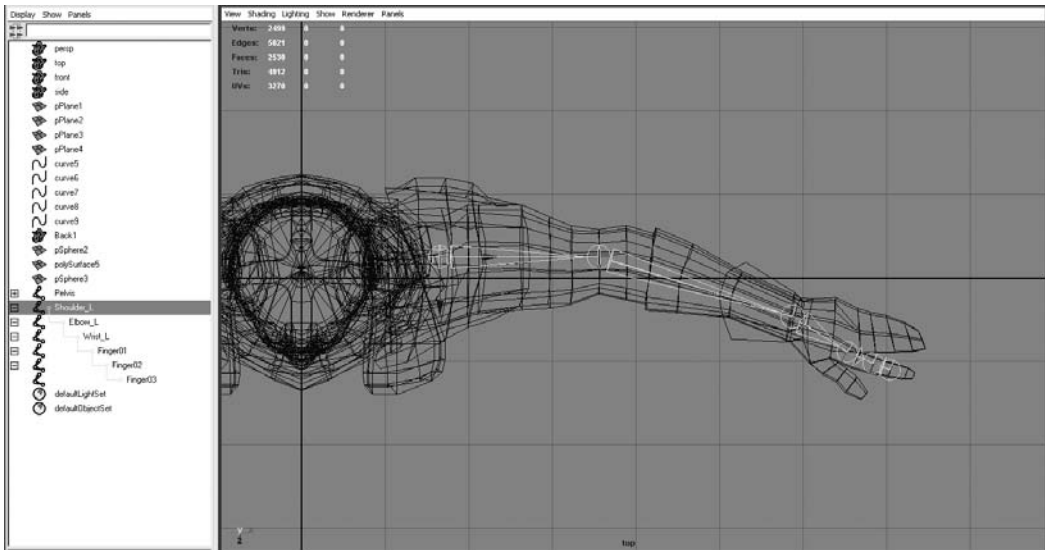 Display Show Panels
View Shading Lighting Show Renderer Panels
Verts: 2498 0 0
Edges: 5021 0 0
Faces: 2530 0 0
Tris: 4912 0 0
UVs: 3270 0 0
persp
top
front
side
pPlane1
pPlane2
pPlane3
pPlane4
curve5
curve6
curve7
curve8
curve9
Back1
pSphere2
polySurface5
pSphere3
Pelvis
Shoulder_L
Elbow_L
Wrist_L
Finger01
Finger02
Finger03
defaultLightSet
defaultObjectSet
y
z
top